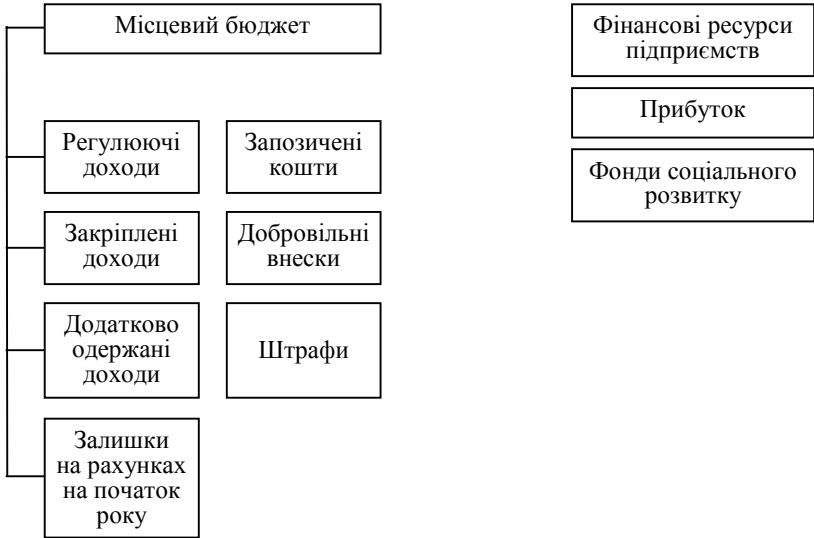 Місцевий бюджет
Фінансові ресурси
підприємств
Прибуток
Фонди соціального
розвитку
Регулюючі
доходи
Запозичені
кошти
Закріплені
доходи
Добровільні
внески
Додатково
одержані
доходи
Штрафи
Залишки
на рахунках
на початок
року